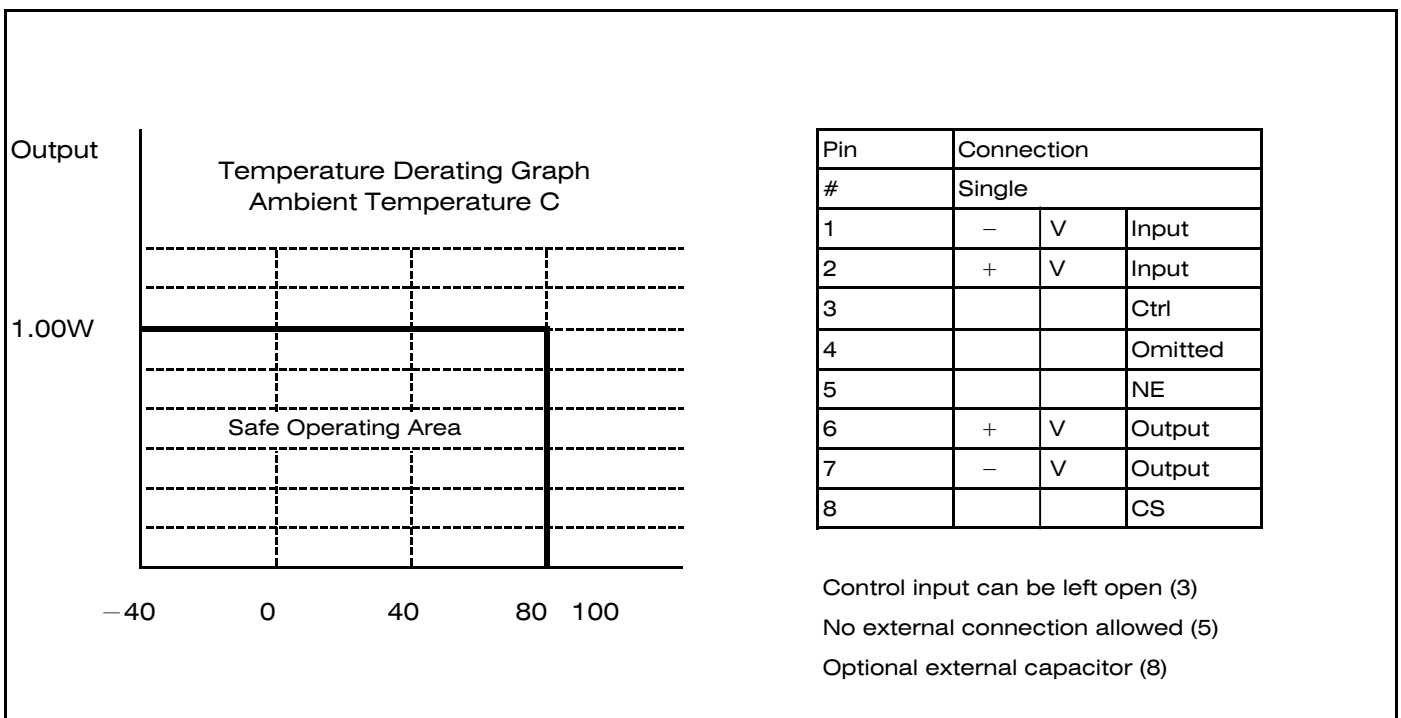 Output
Temperature Derating Graph
Ambient Temperature C
1.00W
Safe Operating Area
−40 0 40 80 100
Pin Connection
# Single
1 − V Input
2 + V Input
3 Ctrl
4 Omitted
5 NE
6 + V Output
7 − V Output
8 CS
Control input can be left open (3)
No external connection allowed (5)
Optional external capacitor (8)